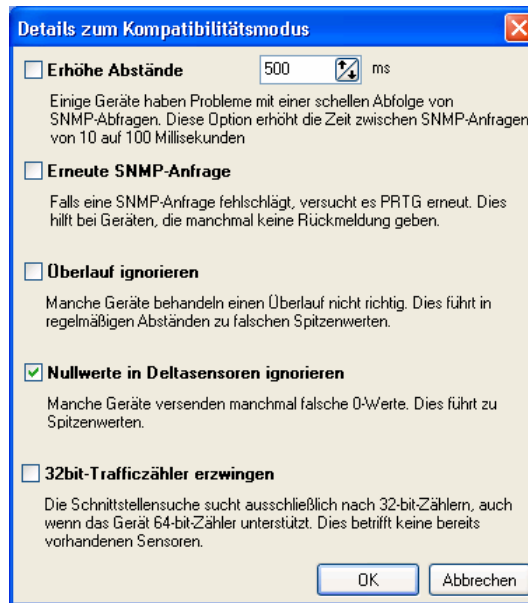 Details zum Kompatibilitätsmodus
Erhöhe Abstände 500 ms
Einige Geräte haben Probleme mit einer schellen Abfolge von
SNMP-Abfragen. Diese Option erhöht die Zeit zwischen SNMP-Anfragen
von 10 auf 100 Millisekunden
Erneute SNMP-Anfrage
Falls eine SNMP-Anfrage fehlschlägt, versucht es PRTG erneut. Dies
hilft bei Geräten, die manchmal keine Rückmeldung geben.
Überlauf ignorieren
Manche Geräte behandeln einen Überlauf nicht richtig. Dies führt in
regelmäßigen Abständen zu falschen Spitzenwerten.
Nullwerte in Deltasensoren ignorieren
Manche Geräte versenden manchmal falsche 0-Werte. Dies führt zu
Spitzenwerten.
32bit-Trafficzähler erzwingen
Die Schnittstellensuche sucht ausschließlich nach 32-bit-Zählern, auch
wenn das Gerät 64-bit-Zähler unterstützt. Dies betrifft keine bereits
vorhandenen Sensoren.
OK Abbrechen